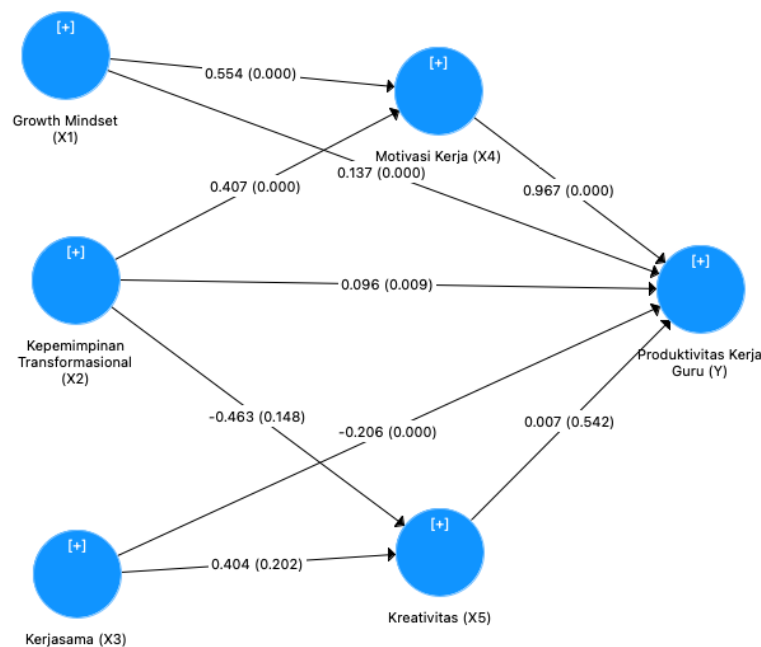 [+]
Growth Mindset
(X1)
0.554 (0.000)
[+]
Motivasi Kerja (X4)
0.137 (0.000)
0.407 (0.000)
0.967 (0.000)
[+]
Kepemimpinan
Transformasional
(X2)
0.096 (0.009)
[+]
Produktivitas Kerja
Guru (Y)
-0.463 (0.148)
-0.206 (0.000)
0.007 (0.542)
[+]
Kerjasama (X3)
0.404 (0.202)
[+]
Kreativitas (X5)